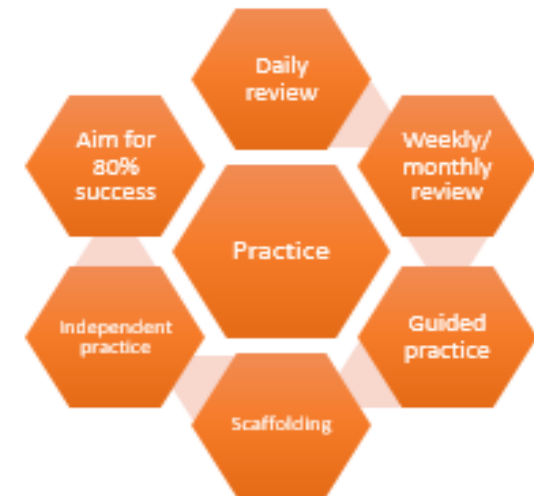 Daily
review
Weekly/
monthly
review
Guided
practice
Scaffolding
Independent
practice
Aim for
80%
success
Practice